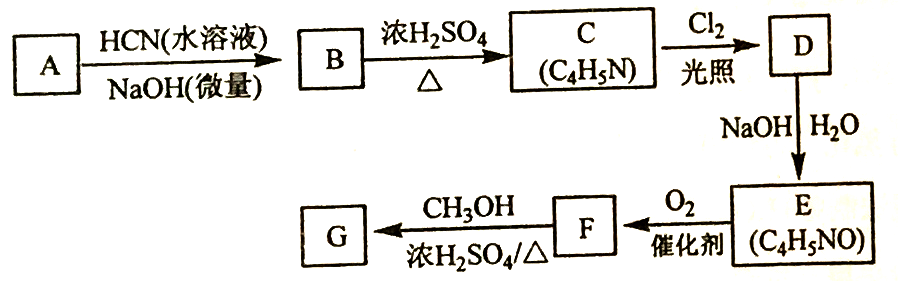 A
HCN(水溶液)
NaOH(微量)
B
浓H₂SO₄
△
C
(C₄H₅N)
Cl₂
光照
D
NaOH
H₂O
E
(C₄H₅NO)
O₂
催化剂
F
CH₃OH
浓H₂SO₄/△
G